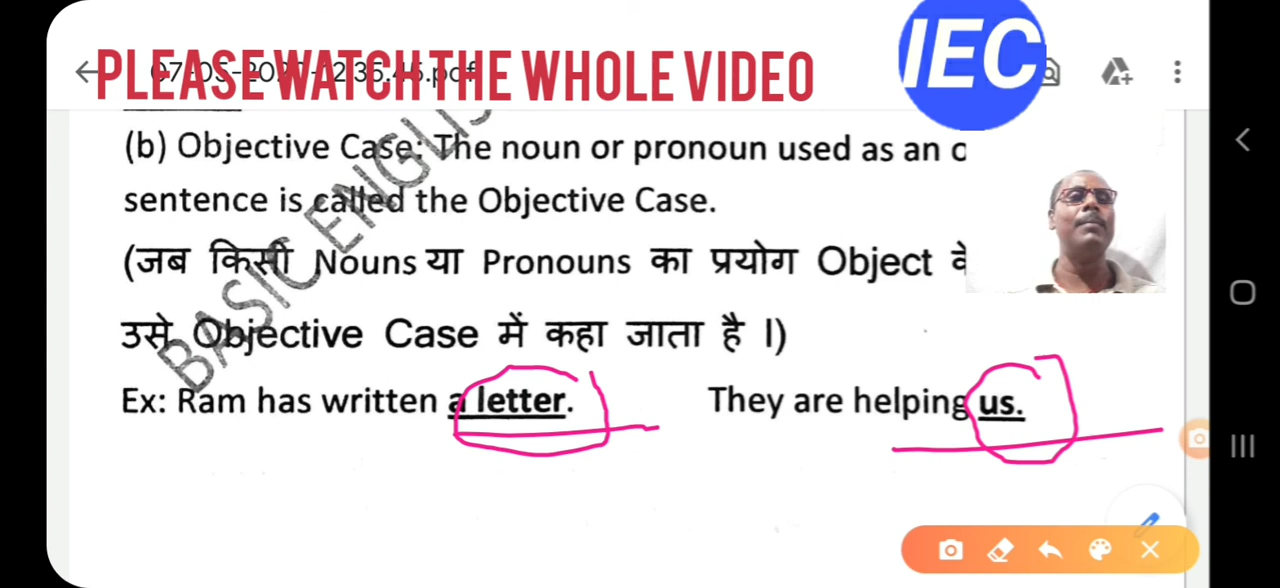 PLEASE WATCH THE WHOLE VIDEO
IEC
(b) Objective Case: The noun or pronoun used as an
sentence is called the Objective Case.
(जब किसी Nouns या Pronouns का प्रयोग Object
उसे Objective Case में कहा जाता है ।)
Ex: Ram has written a letter. They are helping us.
BASIC